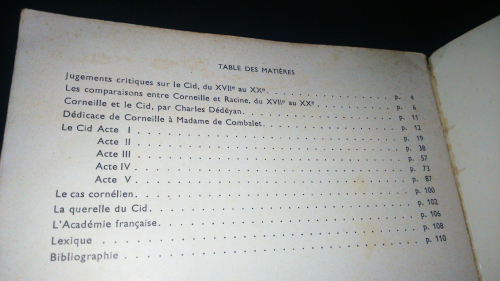 TABLE DES MATIÈRES
Jugements critiques sur le Cid, du XVIIe au XXe. . . . . . . . . . p. 4
Les comparaisons entre Corneille et Racine, du XVIIe au XXe . . . . . . p. 6
Corneille et le Cid, par Charles Dédéyan. . . . . . . . . . . . p. 11
Dédicace de Corneille à Madame de Combalet. . . . . . . . . . . p. 12
Le Cid Acte I . . . . . . . . . . . . . . . . . p. 19
Acte II . . . . . . . . . . . . . . . . . p. 38
Acte III . . . . . . . . . . . . . . . . . p. 57
Acte IV . . . . . . . . . . . . . . . . . p. 73
Acte V . . . . . . . . . . . . . . . . . p. 87
Le cas cornélien . . . . . . . . . . . . . . . . . p. 100
La querelle du Cid. . . . . . . . . . . . . . . . . p. 102
L'Académie française. . . . . . . . . . . . . . . . . p. 106
Lexique . . . . . . . . . . . . . . . . . p. 108
Bibliographie . . . . . . . . . . . . . . . . . p. 110